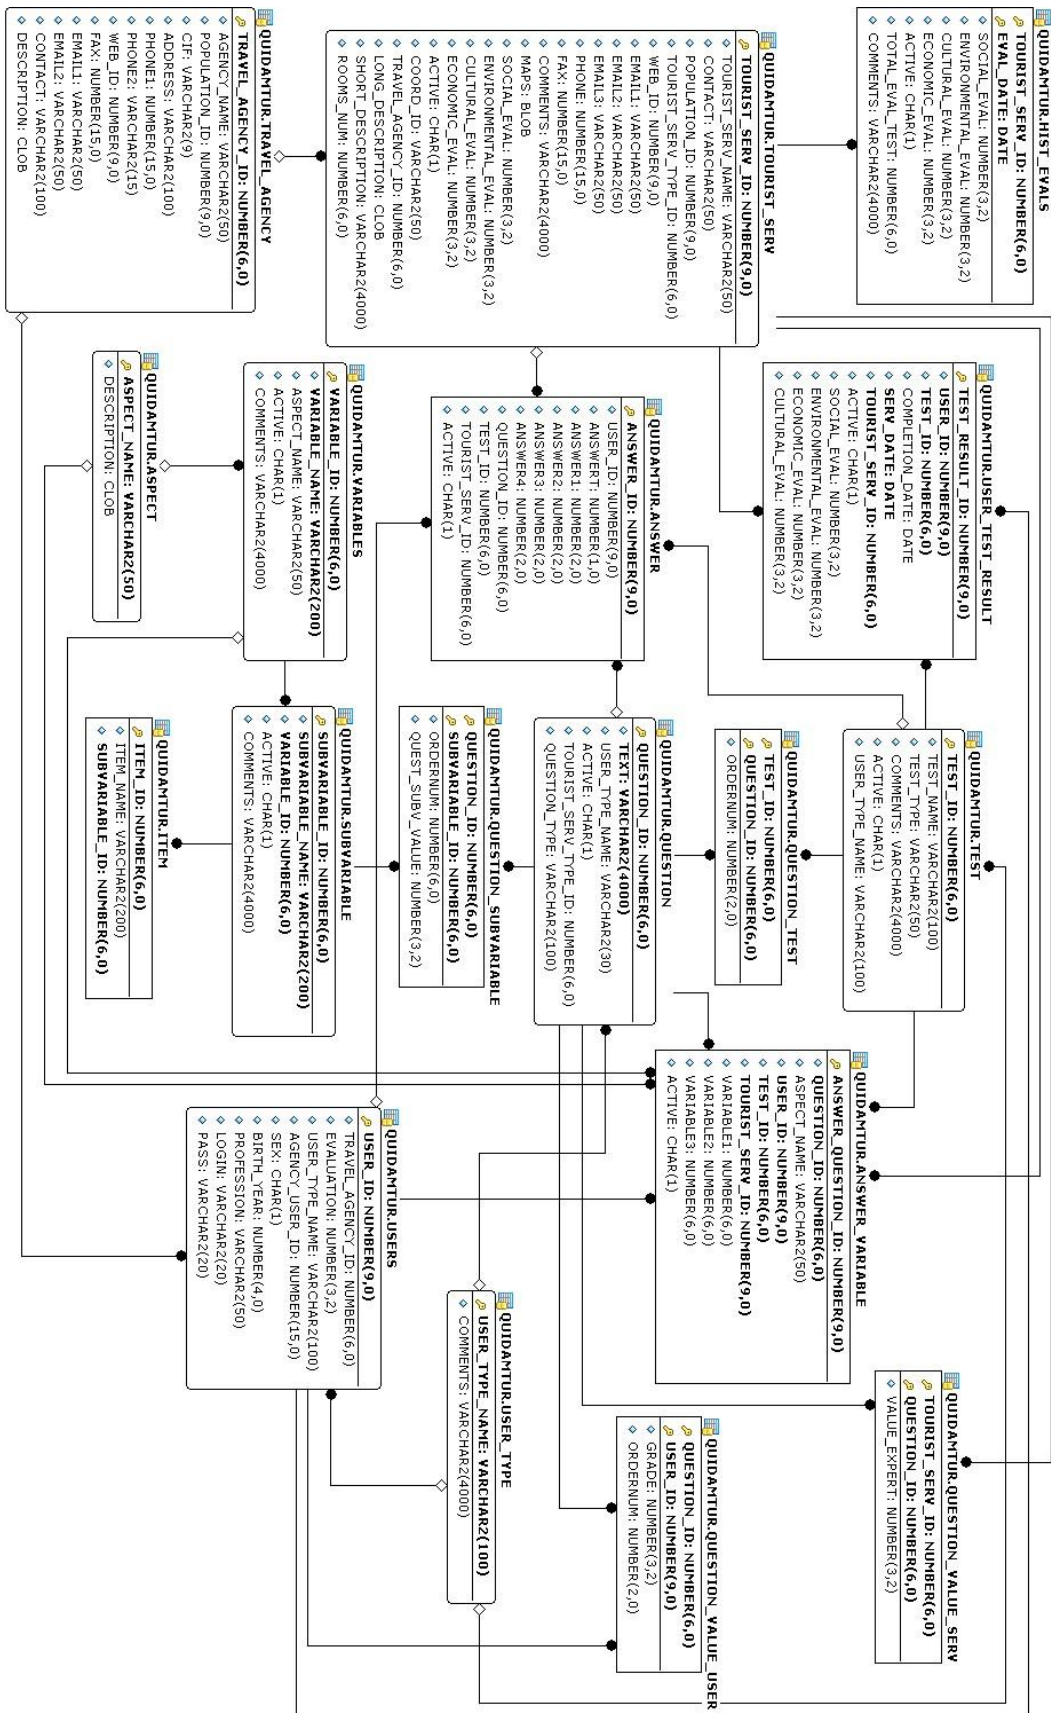 QUIDAMTUR.HIST_EVALS
TOURIST_SERV_ID: NUMBER(6,0)
EVAL_DATE: DATE
SOCIAL_EVAL: NUMBER(3,2)
ENVIRONMENTAL_EVAL: NUMBER(3,2)
CULTURAL_EVAL: NUMBER(3,2)
ECONOMIC_EVAL: NUMBER(3,2)
ACTIVE: CHAR(1)
TOTAL_EVAL_TEST: NUMBER(6,0)
COMMENTS: VARCHAR2(4000)
QUIDAMTUR.USER_TEST_RESULT
TEST_RESULT_ID: NUMBER(9,0)
USER_ID: NUMBER(9,0)
TEST_ID: NUMBER(6,0)
COMPLETION_DATE: DATE
SERV_DATE: DATE
TOURIST_SERV_ID: NUMBER(6,0)
ACTIVE: CHAR(1)
SOCIAL_EVAL: NUMBER(3,2)
ENVIRONMENTAL_EVAL: NUMBER(3,2)
ECONOMIC_EVAL: NUMBER(3,2)
CULTURAL_EVAL: NUMBER(3,2)
QUIDAMTUR.TEST
TEST_ID: NUMBER(6,0)
TEST_NAME: VARCHAR2(100)
TEST_TYPE: VARCHAR2(50)
COMMENTS: VARCHAR2(4000)
ACTIVE: CHAR(1)
USER_TYPE_NAME: VARCHAR2(100)
QUIDAMTUR.ANSWER_VARIABLE
ANSWER_QUESTION_ID: NUMBER(9,0)
QUESTION_ID: NUMBER(6,0)
ASPECT_NAME: VARCHAR2(50)
USER_ID: NUMBER(9,0)
TEST_ID: NUMBER(6,0)
TOURIST_SERV_ID: NUMBER(9,0)
VARIABLE1: NUMBER(6,0)
VARIABLE2: NUMBER(6,0)
VARIABLE3: NUMBER(6,0)
ACTIVE: CHAR(1)
QUIDAMTUR.QUESTION_VALUE_SERV
TOURIST_SERV_ID: NUMBER(6,0)
QUESTION_ID: NUMBER(6,0)
VALUE_EXPERT: NUMBER(3,2)
QUIDAMTUR.TOURIST_SERV
TOURIST_SERV_ID: NUMBER(9,0)
TOURIST_SERV_NAME: VARCHAR2(50)
CONTACT: VARCHAR2(50)
POPULATION_ID: NUMBER(9,0)
TOURIST_SERV_TYPE_ID: NUMBER(6,0)
WEB_ID: NUMBER(9,0)
EMAIL1: VARCHAR2(50)
EMAIL2: VARCHAR2(50)
EMAIL3: VARCHAR2(50)
PHONE: NUMBER(15,0)
FAX: NUMBER(15,0)
COMMENTS: VARCHAR2(4000)
MAPS: BLOB
SOCIAL_EVAL: NUMBER(3,2)
ENVIRONMENTAL_EVAL: NUMBER(3,2)
CULTURAL_EVAL: NUMBER(3,2)
ECONOMIC_EVAL: NUMBER(3,2)
ACTIVE: CHAR(1)
COORD_ID: VARCHAR2(50)
TRAVEL_AGENCY_ID: NUMBER(6,0)
LONG_DESCRIPTION: CLOB
SHORT_DESCRIPTION: VARCHAR2(4000)
ROOMS_NUM: NUMBER(6,0)
QUIDAMTUR.ANSWER
ANSWER_ID: NUMBER(9,0)
USER_ID: NUMBER(9,0)
ANSWERT: NUMBER(1,0)
ANSWER1: NUMBER(2,0)
ANSWER2: NUMBER(2,0)
ANSWER3: NUMBER(2,0)
ANSWER4: NUMBER(2,0)
QUESTION_ID: NUMBER(6,0)
TEST_ID: NUMBER(6,0)
TOURIST_SERV_ID: NUMBER(6,0)
ACTIVE: CHAR(1)
QUIDAMTUR.QUESTION_TEST
TEST_ID: NUMBER(6,0)
QUESTION_ID: NUMBER(6,0)
ORDERNUM: NUMBER(2,0)
QUIDAMTUR.QUESTION
QUESTION_ID: NUMBER(6,0)
TEXT: VARCHAR2(4000)
USER_TYPE_NAME: VARCHAR2(30)
ACTIVE: CHAR(1)
TOURIST_SERV_TYPE_ID: NUMBER(6,0)
QUESTION_TYPE: VARCHAR2(100)
QUIDAMTUR.QUESTION_VALUE_USER
QUESTION_ID: NUMBER(6,0)
USER_ID: NUMBER(9,0)
GRADE: NUMBER(3,2)
ORDERNUM: NUMBER(2,0)
QUIDAMTUR.QUESTION_SUBVARIABLE
QUESTION_ID: NUMBER(6,0)
SUBVARIABLE_ID: NUMBER(6,0)
ORDERNUM: NUMBER(6,0)
QUEST_SUB_VALUE: NUMBER(3,2)
QUIDAMTUR.USER_TYPE
USER_TYPE_NAME: VARCHAR2(100)
COMMENTS: VARCHAR2(4000)
QUIDAMTUR.TRAVEL_AGENCY
TRAVEL_AGENCY_ID: NUMBER(6,0)
AGENCY_NAME: VARCHAR2(50)
POPULATION_ID: NUMBER(9,0)
CIF: VARCHAR2(9)
ADDRESS: VARCHAR2(100)
PHONE1: NUMBER(15,0)
PHONE2: VARCHAR2(15)
WEB_ID: NUMBER(9,0)
FAX: NUMBER(15,0)
EMAIL1: VARCHAR2(50)
EMAIL2: VARCHAR2(50)
CONTACT: VARCHAR2(100)
DESCRIPTION: CLOB
QUIDAMTUR.VARIABLES
VARIABLE_ID: NUMBER(6,0)
VARIABLE_NAME: VARCHAR2(200)
ASPECT_NAME: VARCHAR2(50)
ACTIVE: CHAR(1)
COMMENTS: VARCHAR2(4000)
QUIDAMTUR.SUBVARIABLE
SUBVARIABLE_ID: NUMBER(6,0)
SUBVARIABLE_NAME: VARCHAR2(200)
VARIABLE_ID: NUMBER(6,0)
ACTIVE: CHAR(1)
COMMENTS: VARCHAR2(4000)
QUIDAMTUR.USERS
USER_ID: NUMBER(9,0)
TRAVEL_AGENCY_ID: NUMBER(6,0)
EVALUATION: NUMBER(3,2)
USER_TYPE_NAME: VARCHAR2(100)
AGENCY_USER_ID: NUMBER(15,0)
SEX: CHAR(1)
BIRTH_YEAR: NUMBER(4,0)
PROFESSION: VARCHAR2(50)
LOGIN: VARCHAR2(20)
PASS: VARCHAR2(20)
QUIDAMTUR.ASPECT
ASPECT_NAME: VARCHAR2(50)
DESCRIPTION: CLOB
QUIDAMTUR.ITEM
ITEM_ID: NUMBER(6,0)
ITEM_NAME: VARCHAR2(200)
SUBVARIABLE_ID: NUMBER(6,0)